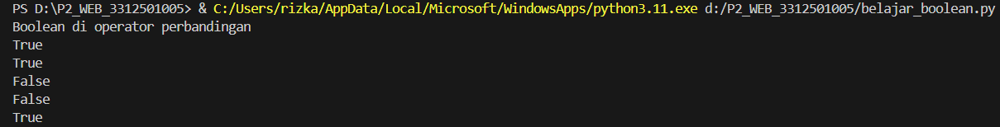 PS D:\P2_WEB_3312501005> & C:/Users/rizka/AppData/Local/Microsoft/WindowsApps/python3.11.exe d:/P2_WEB_3312501005/belajar_boolean.py
Boolean di operator perbandingan
True
True
False
False
True